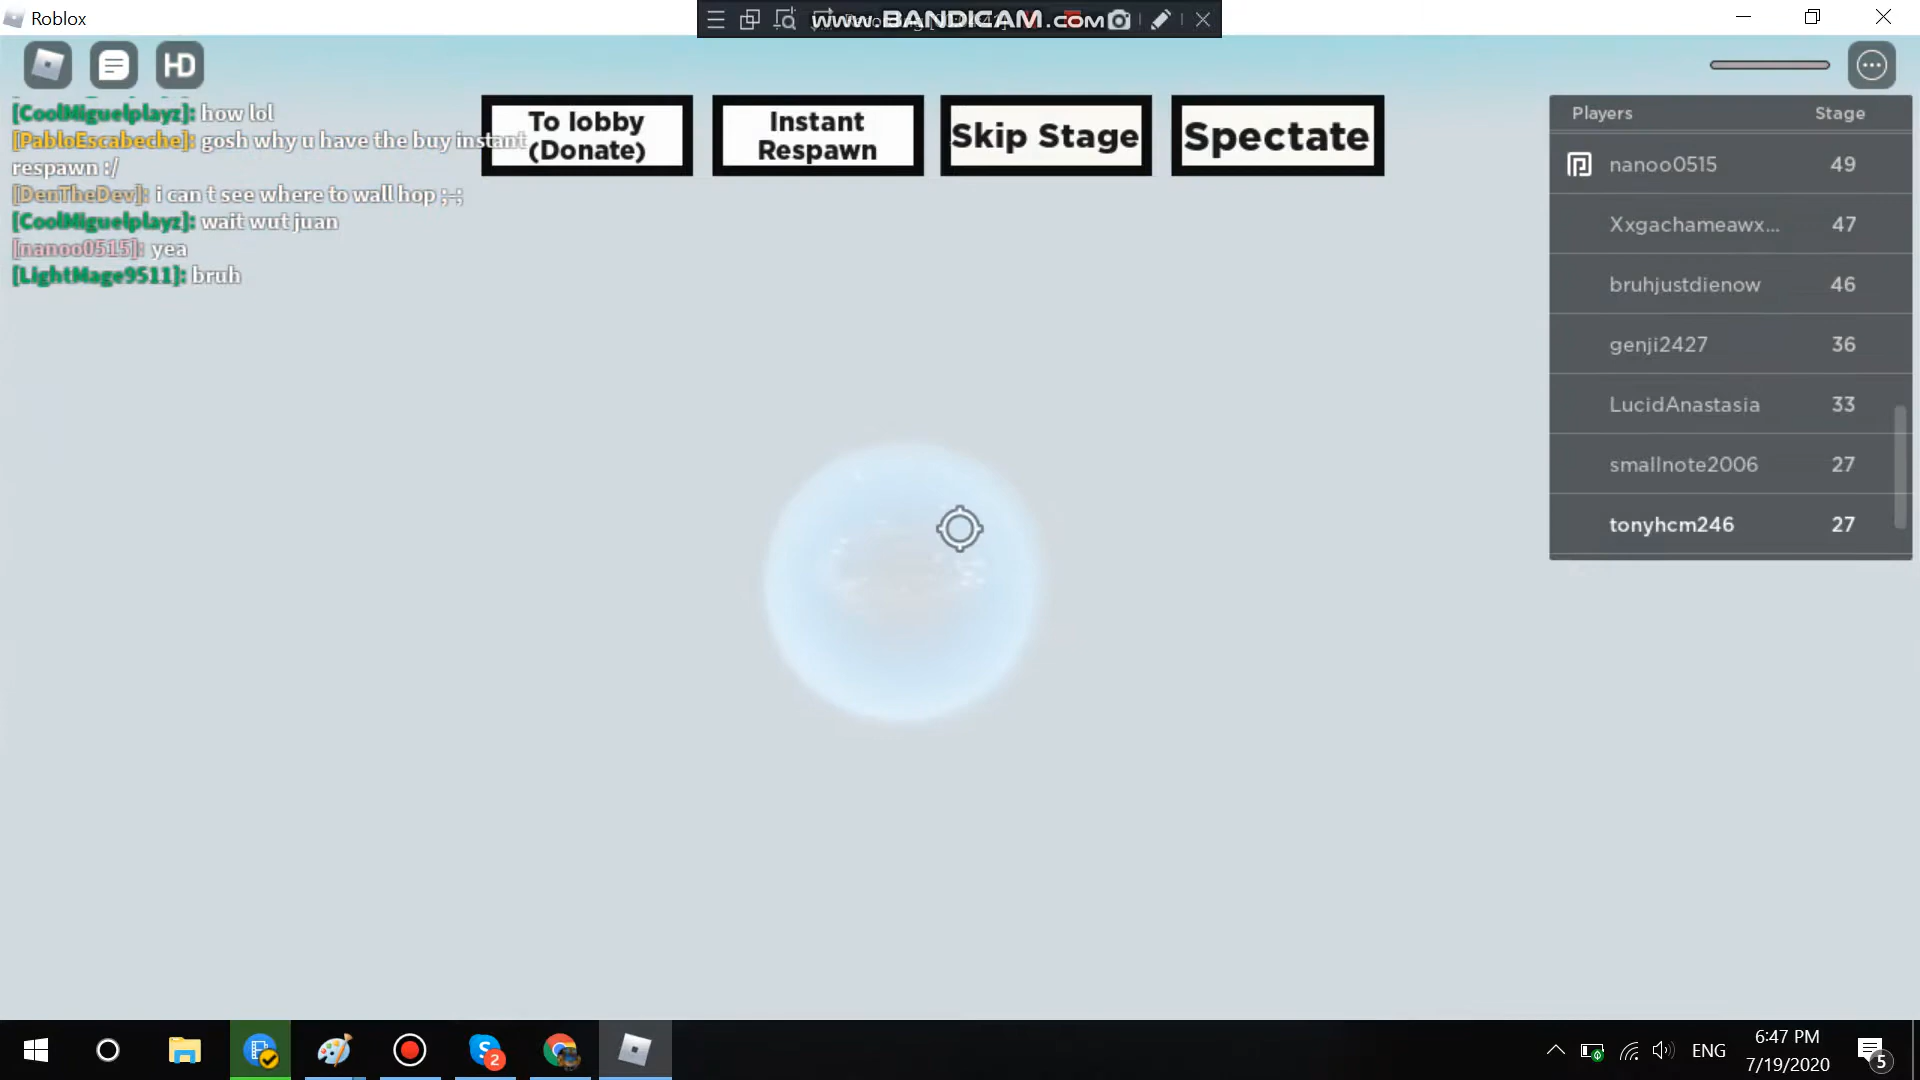 Roblox
www.BANDICAM.com
HD
[CoolMiguelplayz]: how lol
[PabloEscabeche]: gosh why u have the buy instant
respawn :/
[DenTheDev]: i can t see where to wall hop ;-;
[CoolMiguelplayz]: wait wut juan
[nanoo0515]: yea
[LightMage9511]: bruh
To lobby
(Donate)
Instant
Respawn
Skip Stage
Spectate
Players Stage
nanoo0515 49
Xxgachameawx... 47
bruhjustdienow 46
genji2427 36
LucidAnastasia 33
smallnote2006 27
tonyhcm246 27
2
ENG
6:47 PM
7/19/2020
5